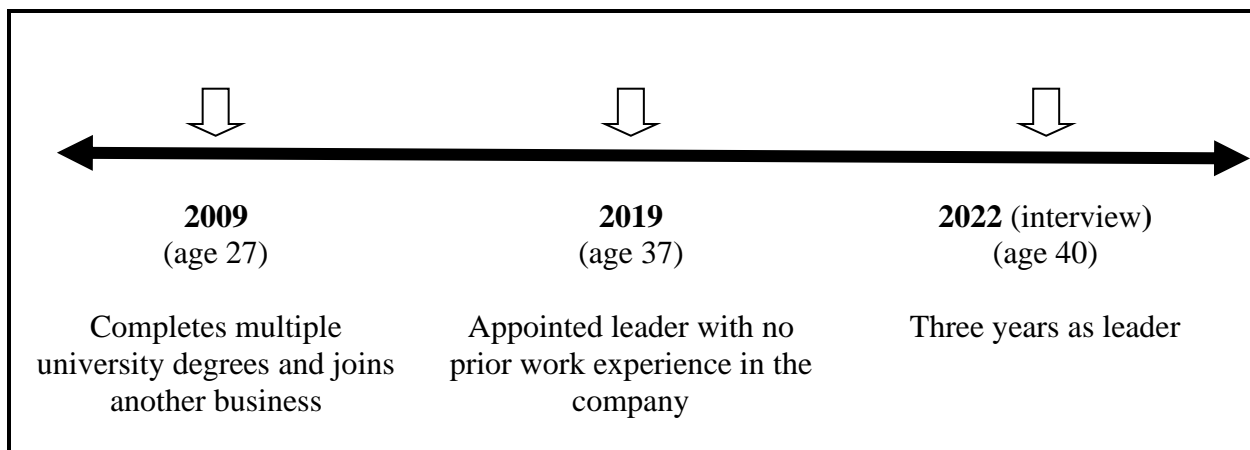 2009
(age 27)
Completes multiple
university degrees and joins
another business
2019
(age 37)
Appointed leader with no
prior work experience in the
company
2022 (interview)
(age 40)
Three years as leader